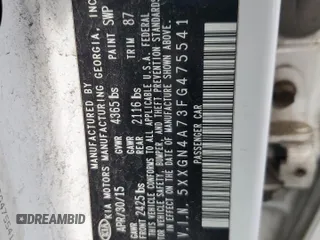 MANUFACTURED BY
KIA KIA MOTORS MANUFACTURING GEORGIA, INC.
APR/30/15 GVWR 4365 lbs PAINT SWP
GAWR FRONT 2425 lbs GAWR REAR 2116 lbs TRIM 87
THIS VEHICLE CONFORMS TO ALL APPLICABLE U.S.A. FEDERAL
MOTOR VEHICLE SAFETY, BUMPER, AND THEFT PREVENTION STANDARDS
IN EFFECT ON THE DATE OF MANUFACTURE SHOWN ABOVE.
PASSENGER CAR
V.I.N. 5XXGN4A73FG475541
DEALERHISTORY